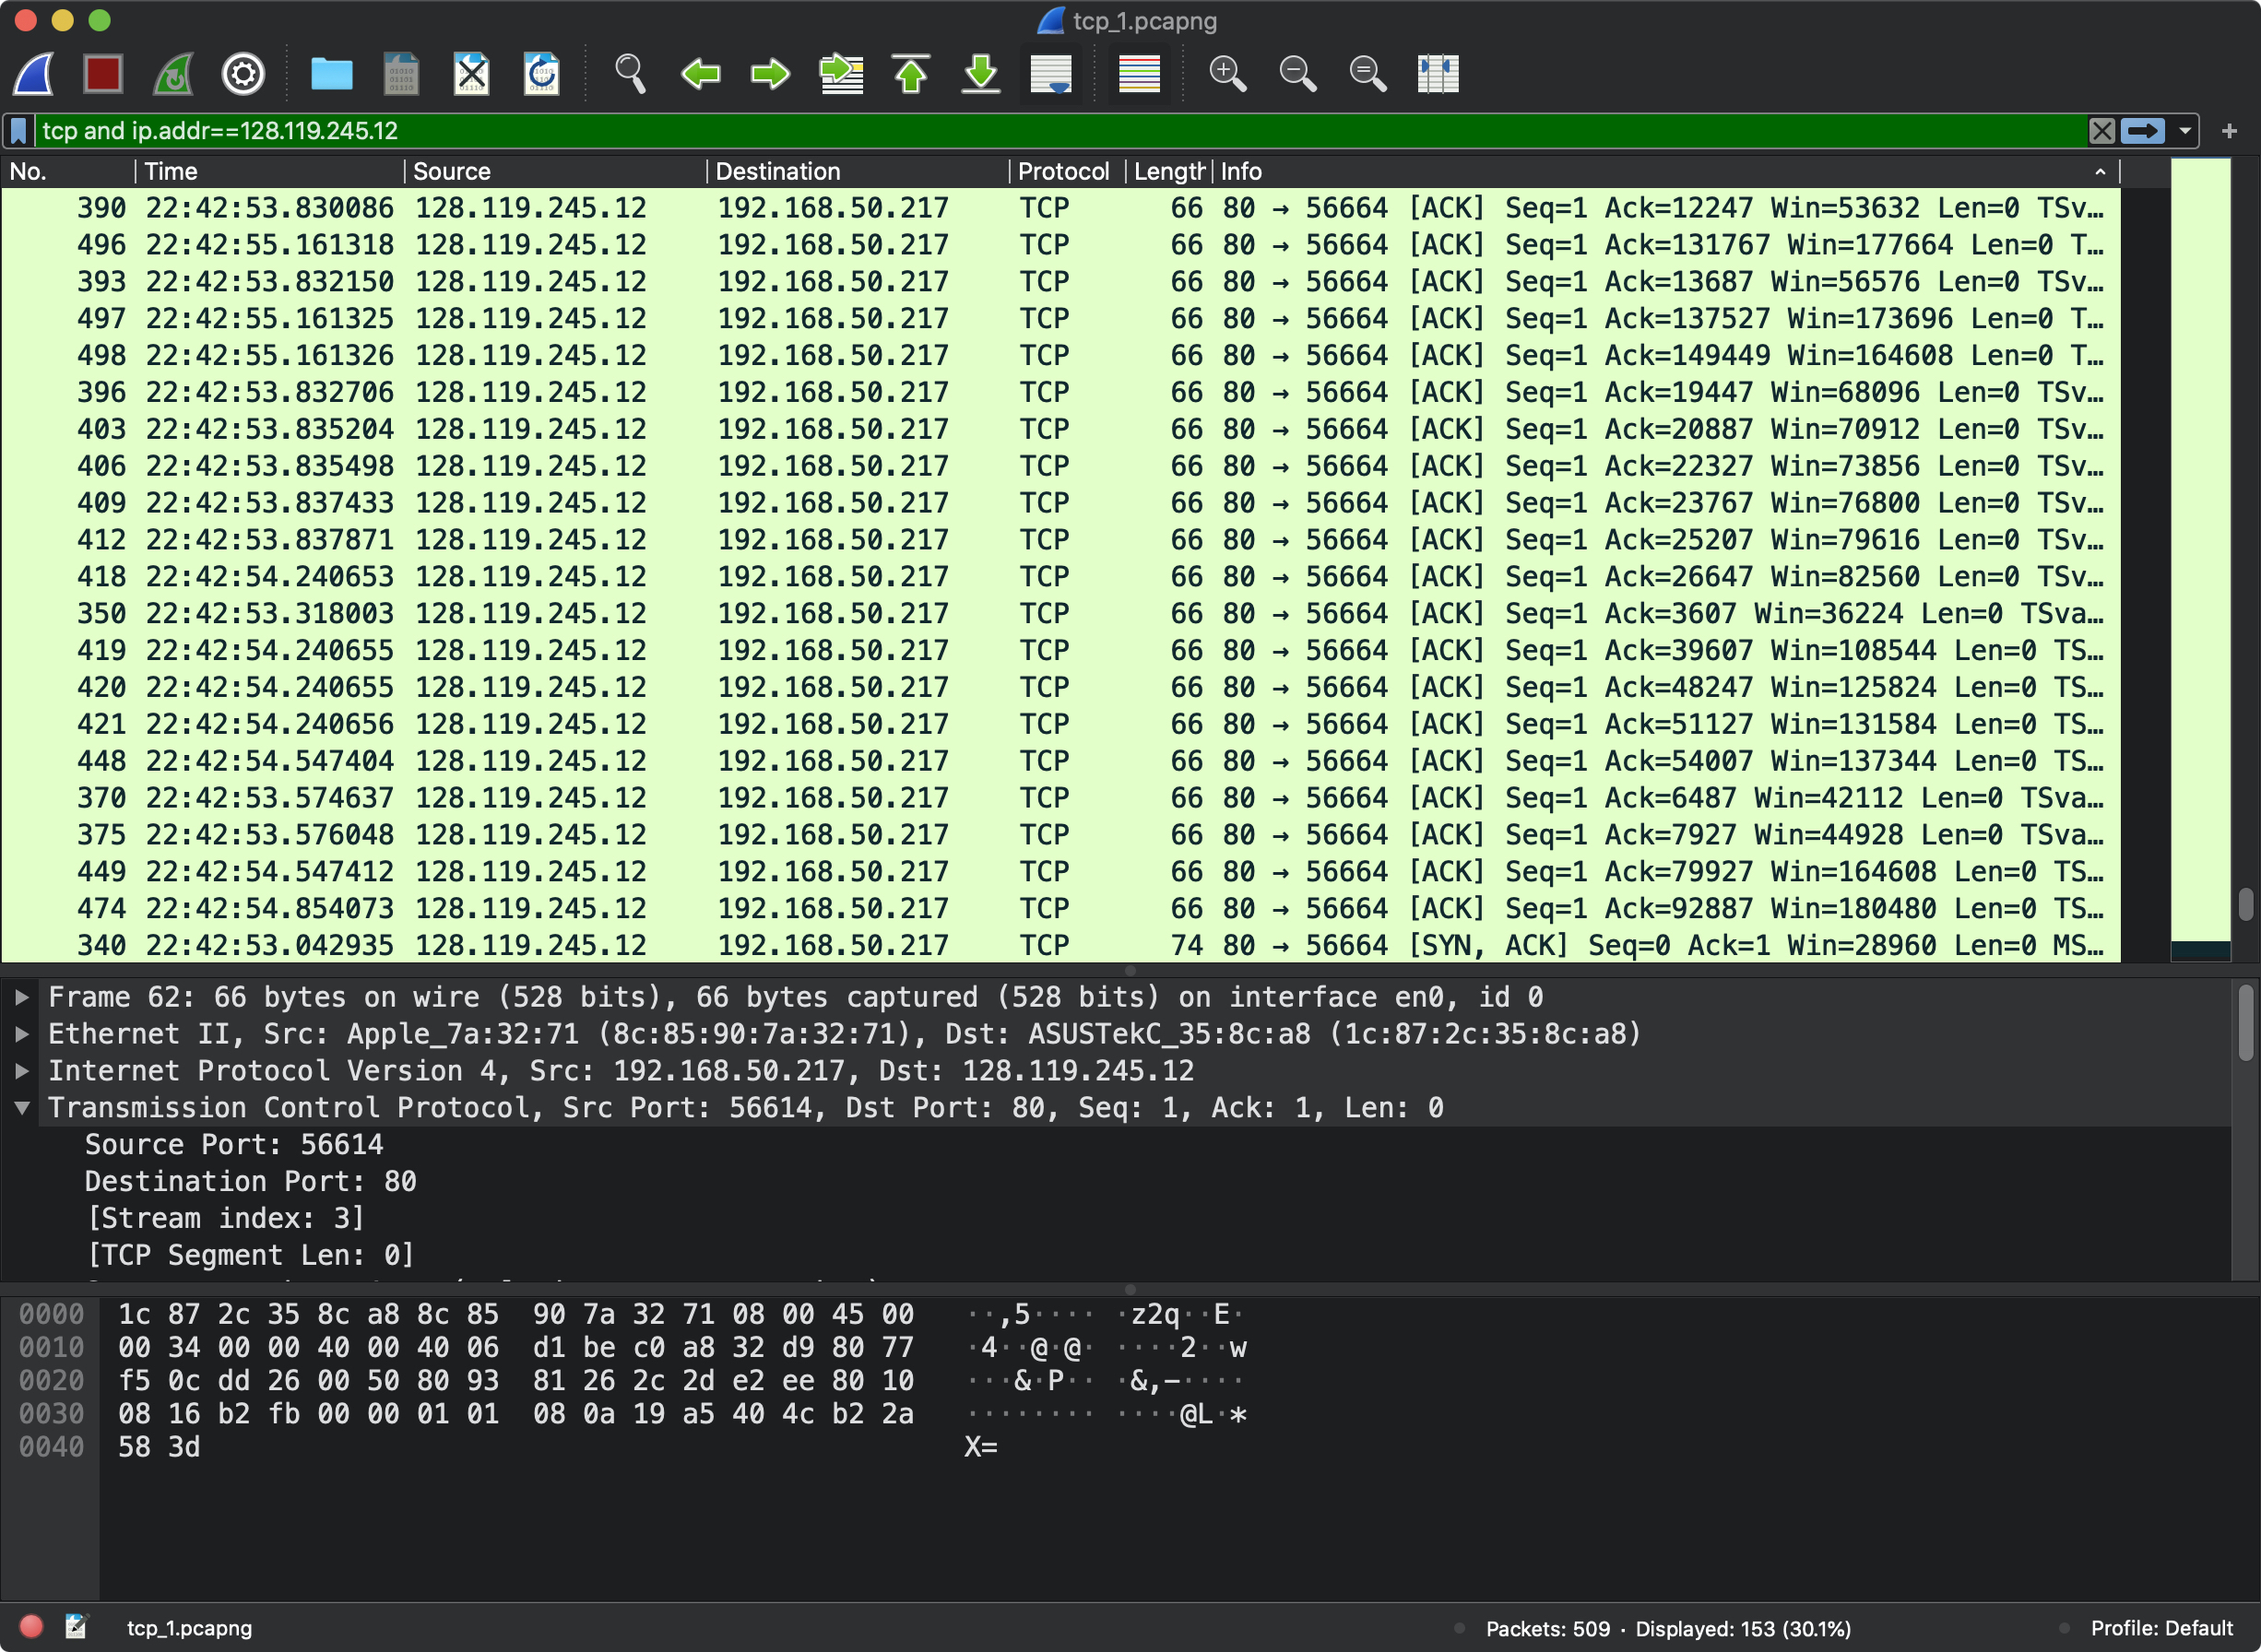 tcp_1.pcapng
tcp and ip.addr==128.119.245.12
No. Time Source Destination Protocol Length Info
390 22:42:53.830086 128.119.245.12 192.168.50.217 TCP 66 80 → 56664 [ACK] Seq=1 Ack=12247 Win=53632 Len=0 TSv…
496 22:42:55.161318 128.119.245.12 192.168.50.217 TCP 66 80 → 56664 [ACK] Seq=1 Ack=131767 Win=177664 Len=0 T…
393 22:42:53.832150 128.119.245.12 192.168.50.217 TCP 66 80 → 56664 [ACK] Seq=1 Ack=13687 Win=56576 Len=0 TSv…
497 22:42:55.161325 128.119.245.12 192.168.50.217 TCP 66 80 → 56664 [ACK] Seq=1 Ack=137527 Win=173696 Len=0 T…
498 22:42:55.161326 128.119.245.12 192.168.50.217 TCP 66 80 → 56664 [ACK] Seq=1 Ack=149449 Win=164608 Len=0 T…
396 22:42:53.832706 128.119.245.12 192.168.50.217 TCP 66 80 → 56664 [ACK] Seq=1 Ack=19447 Win=68096 Len=0 TSv…
403 22:42:53.835204 128.119.245.12 192.168.50.217 TCP 66 80 → 56664 [ACK] Seq=1 Ack=20887 Win=70912 Len=0 TSv…
406 22:42:53.835498 128.119.245.12 192.168.50.217 TCP 66 80 → 56664 [ACK] Seq=1 Ack=22327 Win=73856 Len=0 TSv…
409 22:42:53.837433 128.119.245.12 192.168.50.217 TCP 66 80 → 56664 [ACK] Seq=1 Ack=23767 Win=76800 Len=0 TSv…
412 22:42:53.837871 128.119.245.12 192.168.50.217 TCP 66 80 → 56664 [ACK] Seq=1 Ack=25207 Win=79616 Len=0 TSv…
418 22:42:54.240653 128.119.245.12 192.168.50.217 TCP 66 80 → 56664 [ACK] Seq=1 Ack=26647 Win=82560 Len=0 TSv…
350 22:42:53.318003 128.119.245.12 192.168.50.217 TCP 66 80 → 56664 [ACK] Seq=1 Ack=3607 Win=36224 Len=0 TSva…
419 22:42:54.240655 128.119.245.12 192.168.50.217 TCP 66 80 → 56664 [ACK] Seq=1 Ack=39607 Win=108544 Len=0 TS…
420 22:42:54.240655 128.119.245.12 192.168.50.217 TCP 66 80 → 56664 [ACK] Seq=1 Ack=48247 Win=125824 Len=0 TS…
421 22:42:54.240656 128.119.245.12 192.168.50.217 TCP 66 80 → 56664 [ACK] Seq=1 Ack=51127 Win=131584 Len=0 TS…
448 22:42:54.547404 128.119.245.12 192.168.50.217 TCP 66 80 → 56664 [ACK] Seq=1 Ack=54007 Win=137344 Len=0 TS…
370 22:42:53.574637 128.119.245.12 192.168.50.217 TCP 66 80 → 56664 [ACK] Seq=1 Ack=6487 Win=42112 Len=0 TSva…
375 22:42:53.576048 128.119.245.12 192.168.50.217 TCP 66 80 → 56664 [ACK] Seq=1 Ack=7927 Win=44928 Len=0 TSva…
449 22:42:54.547412 128.119.245.12 192.168.50.217 TCP 66 80 → 56664 [ACK] Seq=1 Ack=79927 Win=164608 Len=0 TS…
474 22:42:54.854073 128.119.245.12 192.168.50.217 TCP 66 80 → 56664 [ACK] Seq=1 Ack=92887 Win=180480 Len=0 TS…
340 22:42:53.042935 128.119.245.12 192.168.50.217 TCP 74 80 → 56664 [SYN, ACK] Seq=0 Ack=1 Win=28960 Len=0 MS…
Frame 62: 66 bytes on wire (528 bits), 66 bytes captured (528 bits) on interface en0, id 0
Ethernet II, Src: Apple_7a:32:71 (8c:85:90:7a:32:71), Dst: ASUSTekC_35:8c:a8 (1c:87:2c:35:8c:a8)
Internet Protocol Version 4, Src: 192.168.50.217, Dst: 128.119.245.12
Transmission Control Protocol, Src Port: 56614, Dst Port: 80, Seq: 1, Ack: 1, Len: 0
Source Port: 56614
Destination Port: 80
[Stream index: 3]
[TCP Segment Len: 0]
0000 1c 87 2c 35 8c a8 8c 85 90 7a 32 71 08 00 45 00 ··,5···· ·z2q··E·
0010 00 34 00 00 40 00 40 06 d1 be c0 a8 32 d9 80 77 ·4··@·@· ····2··w
0020 f5 0c dd 26 00 50 80 93 81 26 2c 2d e2 ee 80 10 ···&·P·· ·&,-····
0030 08 16 b2 fb 00 00 01 01 08 0a 19 a5 40 4c b2 2a ········ ····@L·*
0040 58 3d X=
tcp_1.pcapng Packets: 509 · Displayed: 153 (30.1%) Profile: Default